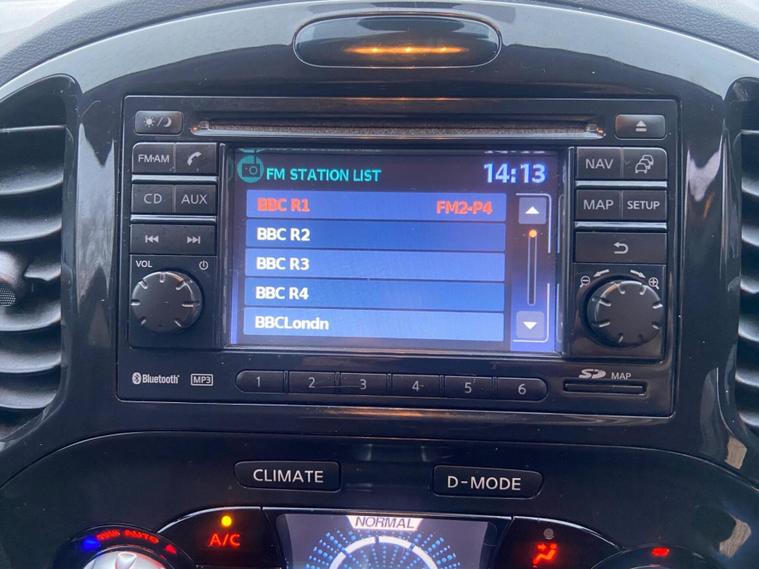 FM·AM
CD AUX
VOL
FM STATION LIST 14:13
BBC R1 FM2-P4
BBC R2
BBC R3
BBC R4
BBCLondn
NAV
MAP SETUP
Bluetooth® MP3
1 2 3 4 5 6
SD MAP
CLIMATE D-MODE
NORMAL
AUTO A/C